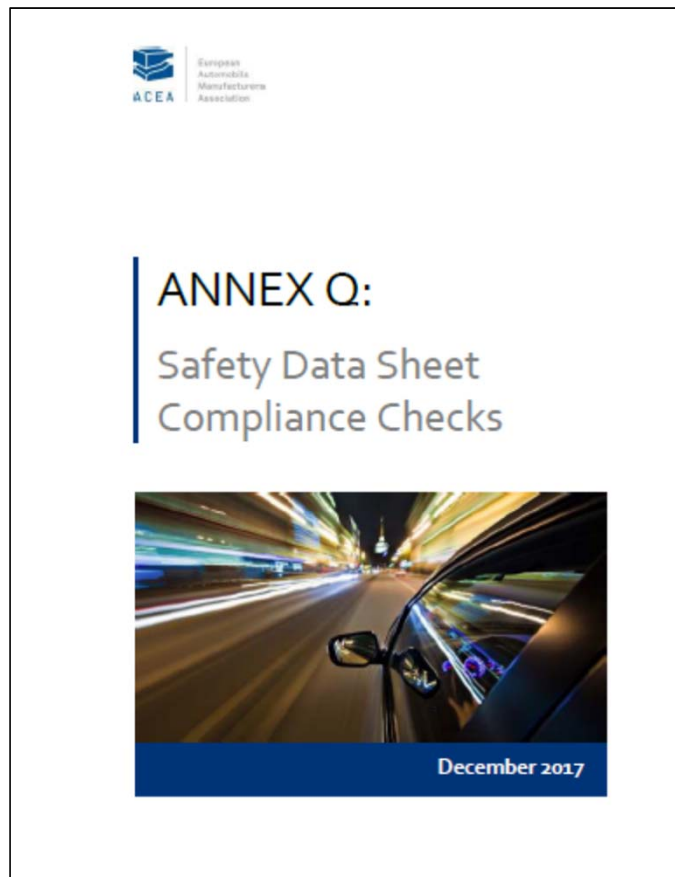 ACEA
European
Automobile
Manufacturers
Association
ANNEX Q:
Safety Data Sheet
Compliance Checks
December 2017